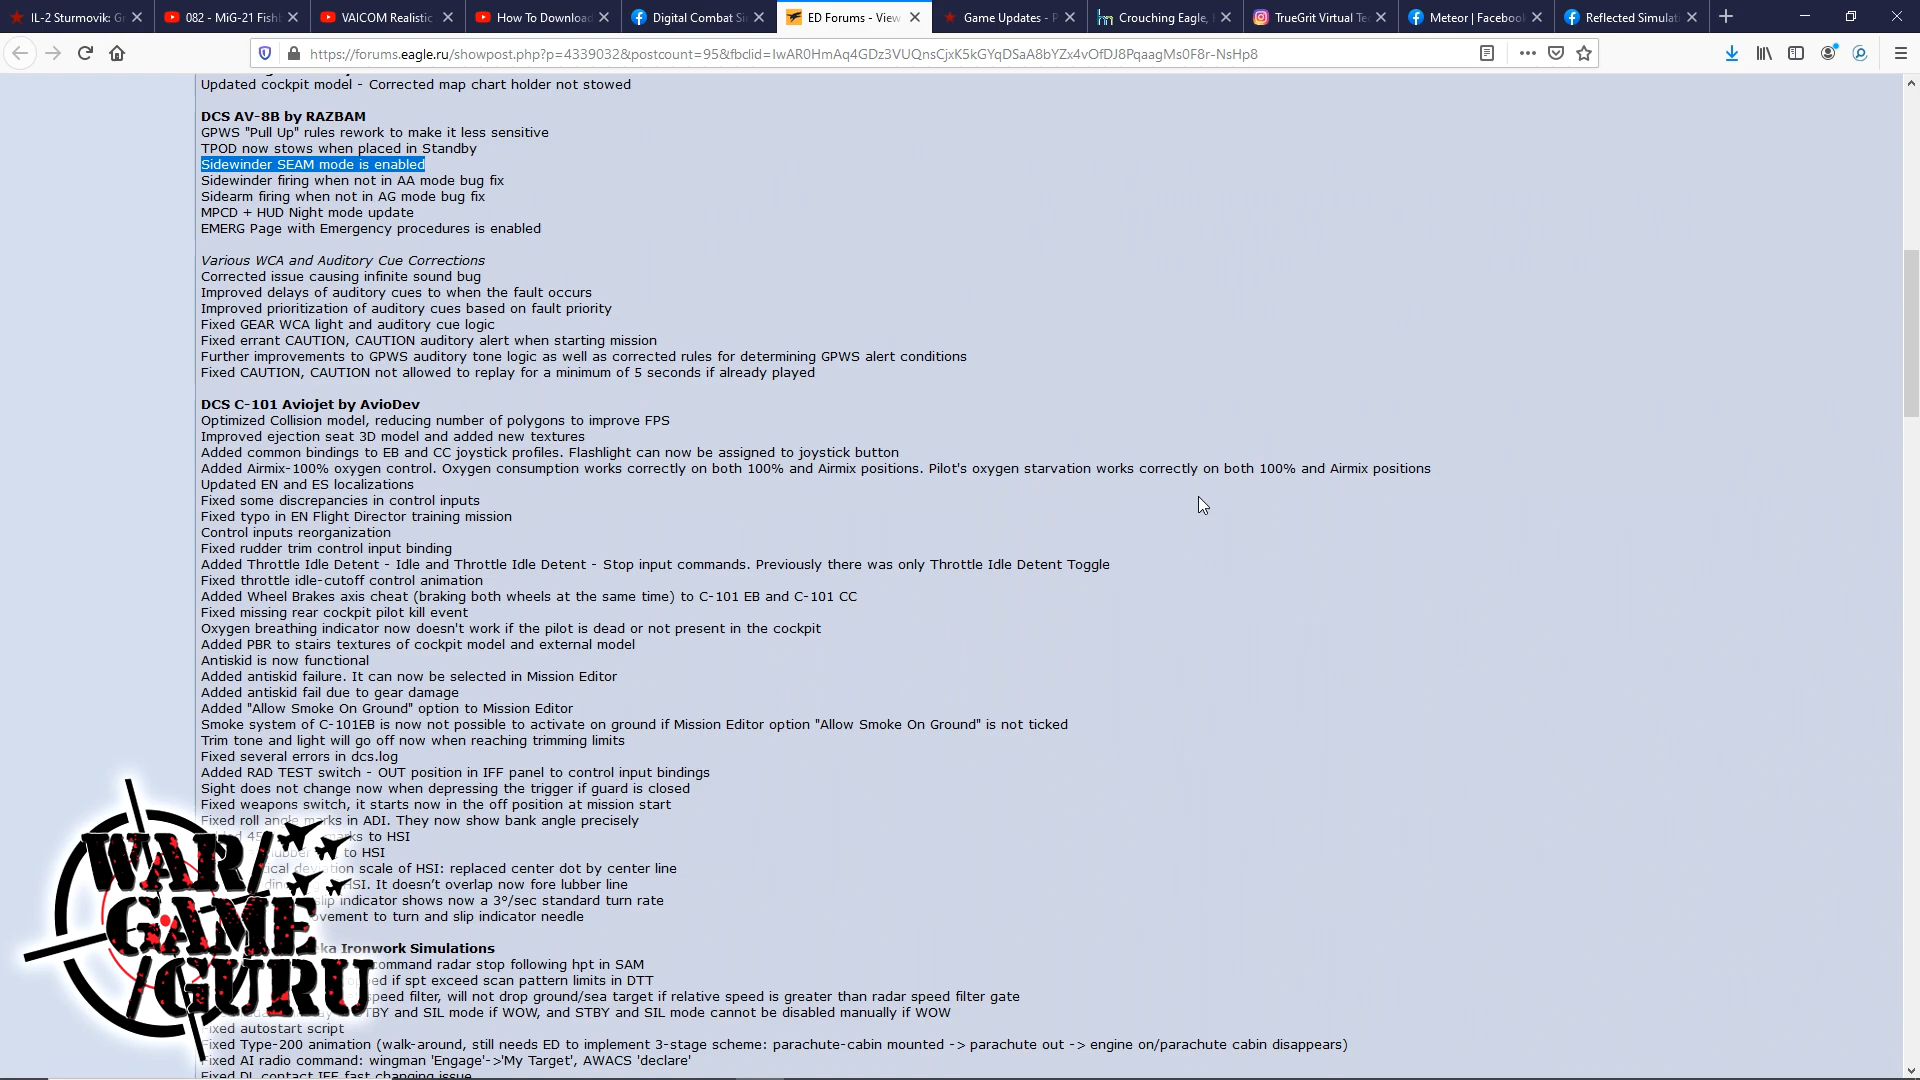 IL-2 Sturmovik: G
082 - MiG-21 Fish
VAICOM Realistic
How To Download
Digital Combat Si
ED Forums - View
Game Updates - P
Crouching Eagle,
TrueGrit Virtual Te
Meteor | Facebook
Reflected Simulati
https://forums.eagle.ru/showpost.php?p=4339032&postcount=95&fbclid=IwAR0HmAq4GDz3VUQnsCjxK5kGYqDSaA8bYZx4vOfDJ8PqaagMs0F8r-NsHp8
Updated cockpit model - Corrected map chart holder not stowed
DCS AV-8B by RAZBAM
GPWS "Pull Up" rules rework to make it less sensitive
TPOD now stows when placed in Standby
Sidewinder SEAM mode is enabled
Sidewinder firing when not in AA mode bug fix
Sidearm firing when not in AG mode bug fix
MPCD + HUD Night mode update
EMERG Page with Emergency procedures is enabled
Various WCA and Auditory Cue Corrections
Corrected issue causing infinite sound bug
Improved delays of auditory cues to when the fault occurs
Improved prioritization of auditory cues based on fault priority
Fixed GEAR WCA light and auditory cue logic
Fixed errant CAUTION, CAUTION auditory alert when starting mission
Further improvements to GPWS auditory tone logic as well as corrected rules for determining GPWS alert conditions
Fixed CAUTION, CAUTION not allowed to replay for a minimum of 5 seconds if already played
DCS C-101 Aviojet by AvioDev
Optimized Collision model, reducing number of polygons to improve FPS
Improved ejection seat 3D model and added new textures
Added common bindings to EB and CC joystick profiles. Flashlight can now be assigned to joystick button
Added Airmix-100% oxygen control. Oxygen consumption works correctly on both 100% and Airmix positions. Pilot's oxygen starvation works correctly on both 100% and Airmix positions
Updated EN and ES localizations
Fixed some discrepancies in control inputs
Fixed typo in EN Flight Director training mission
Control inputs reorganization
Fixed rudder trim control input binding
Added Throttle Idle Detent - Idle and Throttle Idle Detent - Stop input commands. Previously there was only Throttle Idle Detent Toggle
Fixed throttle idle-cutoff control animation
Added Wheel Brakes axis cheat (braking both wheels at the same time) to C-101 EB and C-101 CC
Fixed missing rear cockpit pilot kill event
Oxygen breathing indicator now doesn't work if the pilot is dead or not present in the cockpit
Added PBR to stairs textures of cockpit model and external model
Antiskid is now functional
Added antiskid failure. It can now be selected in Mission Editor
Added antiskid fail due to gear damage
Added "Allow Smoke On Ground" option to Mission Editor
Smoke system of C-101EB is now not possible to activate on ground if Mission Editor option "Allow Smoke On Ground" is not ticked
Trim tone and light will go off now when reaching trimming limits
Fixed several errors in dcs.log
Added RAD TEST switch - OUT position in IFF panel to control input bindings
Sight does not change now when depressing the trigger if guard is closed
Fixed weapons switch, it starts now in the off position at mission start
Fixed roll angle marks in ADI. They now show bank angle precisely
to HSI
to HSI
deviation scale of HSI: replaced center dot by center line
HSI. It doesn't overlap now fore lubber line
slip indicator shows now a 3°/sec standard turn rate
to turn and slip indicator needle
Ironwork Simulations
command radar stop following hpt in SAM
if spt exceed scan pattern limits in DTT
speed filter, will not drop ground/sea target if relative speed is greater than radar speed filter gate
and SIL mode if WOW, and STBY and SIL mode cannot be disabled manually if WOW
Fixed autostart script
Fixed Type-200 animation (walk-around, still needs ED to implement 3-stage scheme: parachute-cabin mounted -> parachute out -> engine on/parachute cabin disappears)
Fixed AI radio command: wingman 'Engage'->'My Target', AWACS 'declare'
Fixed DL contact IFF fast changing issue
WAR/
GAME
/GURU